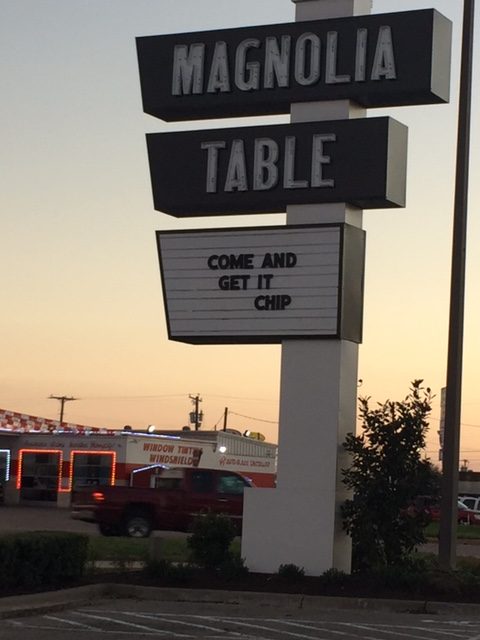 MAGNOLIA
TABLE
COME AND
GET IT
CHIP
WINDOW TINT
WINDSHIELD